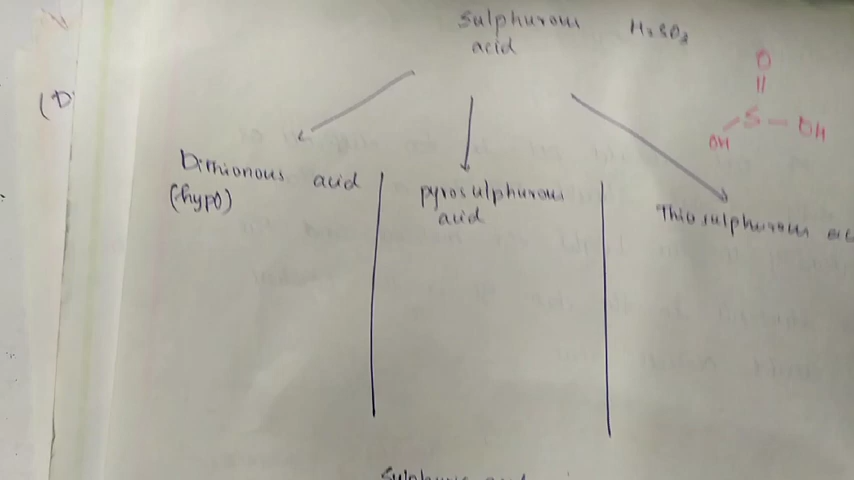 Sulphurous H₂SO₃
acid
O
||
S - OH
OH
(D
Dithionous acid
(hypo)
pyrosulphurous
acid
Thiosulphurous